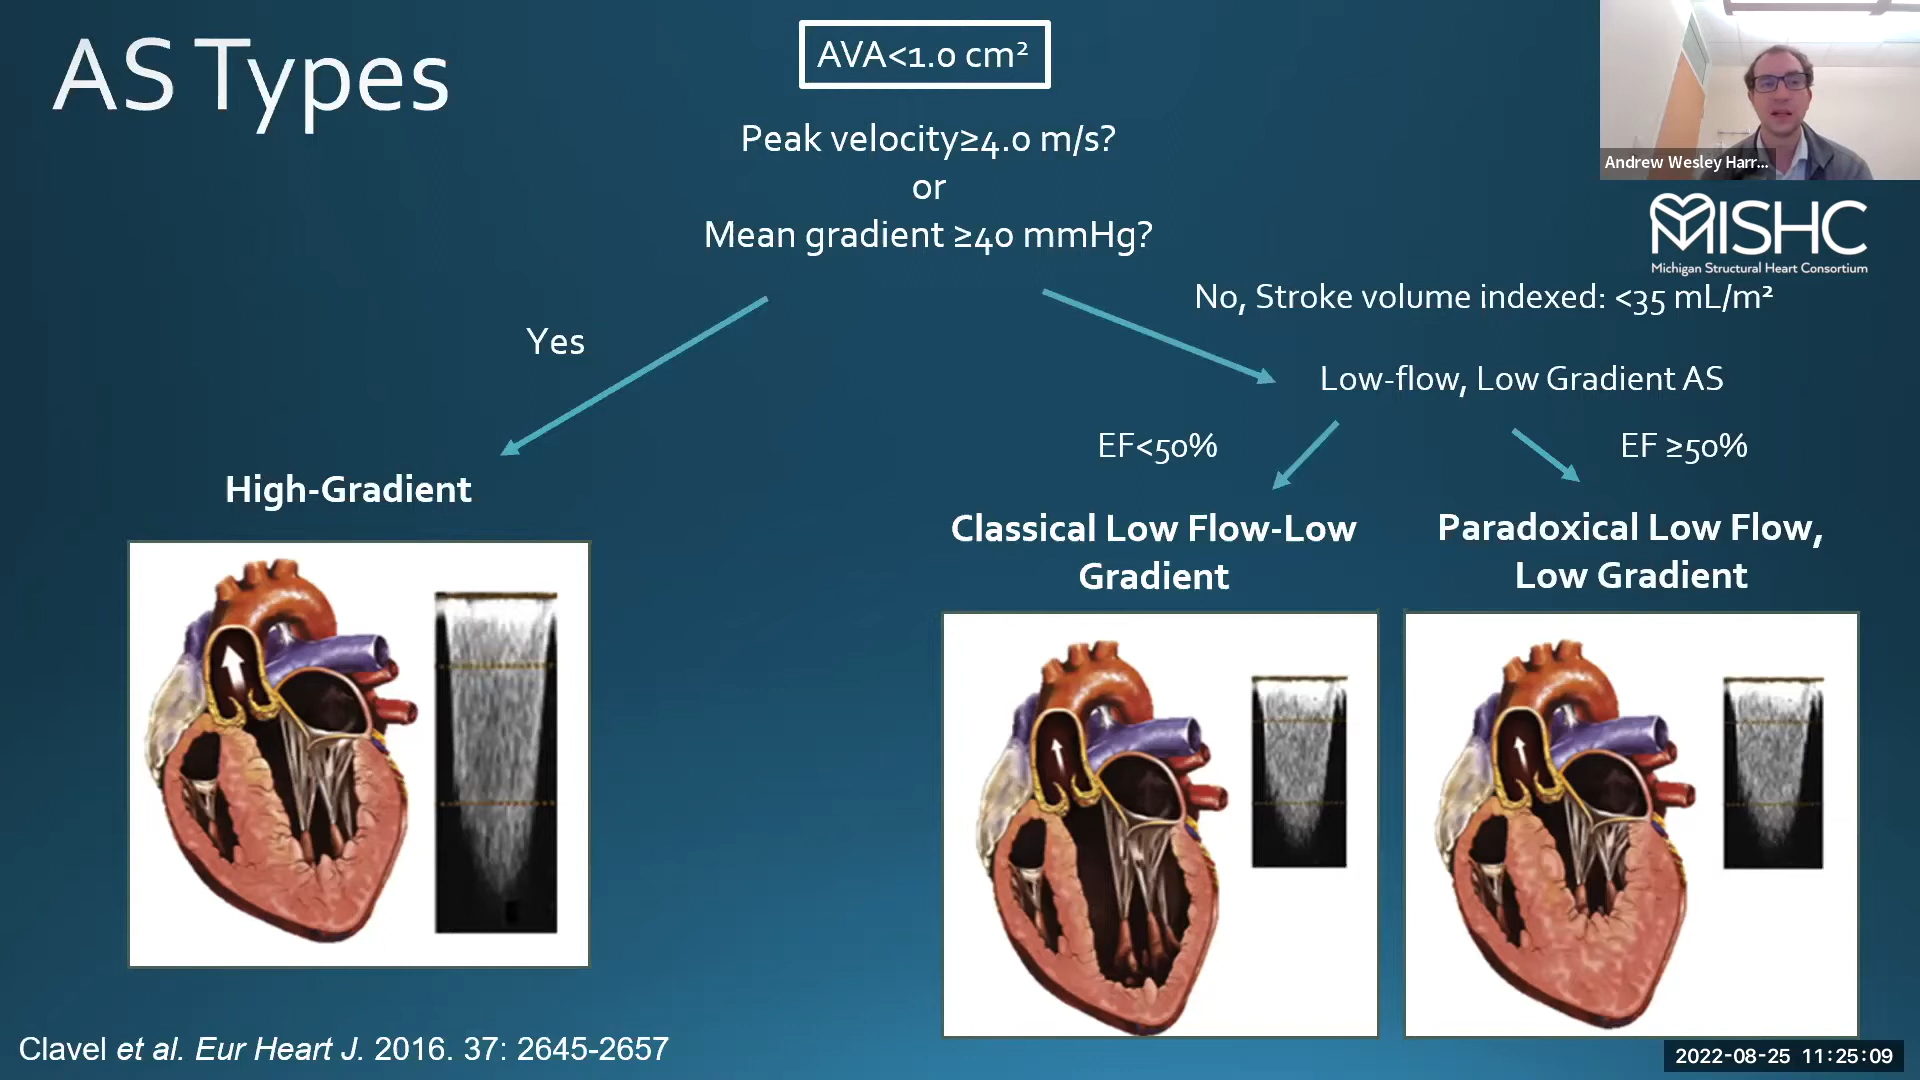 AS Types
AVA<1.0 cm²
Peak velocity≥4.0 m/s?
or
Mean gradient ≥40 mmHg?
Andrew Wesley Harr...
MISHC
Michigan Structural Heart Consortium
No, Stroke volume indexed: <35 mL/m²
Yes
Low-flow, Low Gradient AS
EF<50%
EF ≥50%
High-Gradient
Classical Low Flow-Low
Gradient
Paradoxical Low Flow,
Low Gradient
Clavel et al. Eur Heart J. 2016. 37: 2645-2657
2022-08-25 11:25:09